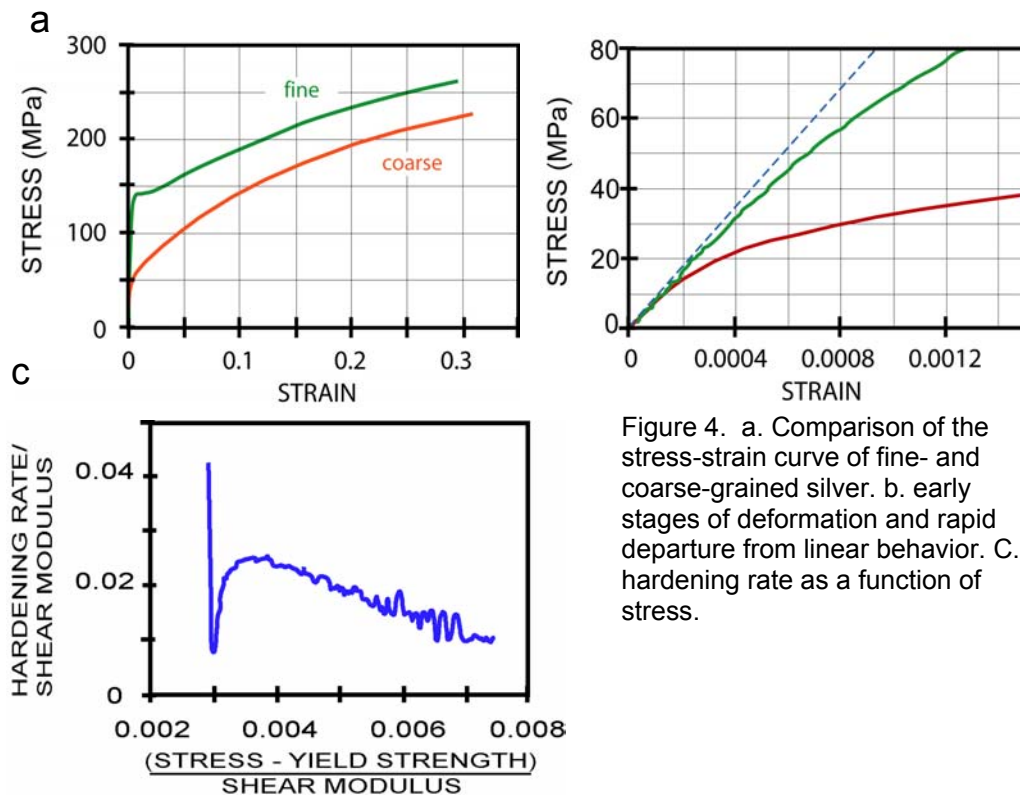 a
300
200
100
0
STRESS (MPa)
fine
coarse
0 0.1 0.2 0.3
STRAIN
80
60
40
20
0
STRESS (MPa)
0 0.0004 0.0008 0.0012
STRAIN
c
0.04
0.02
0
HARDENING RATE/
SHEAR MODULUS
0.002 0.004 0.006 0.008
(STRESS - YIELD STRENGTH)
SHEAR MODULUS
Figure 4. a. Comparison of the
stress-strain curve of fine- and
coarse-grained silver. b. early
stages of deformation and rapid
departure from linear behavior. C.
hardening rate as a function of
stress.